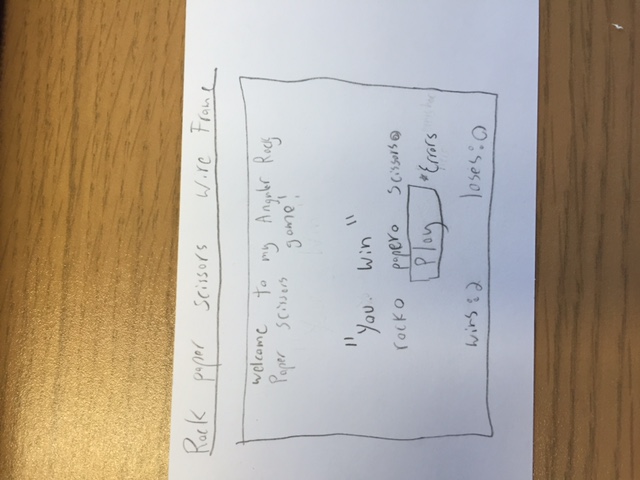 Rock paper scissors wire Frame
welcome to my Angular Rock
Paper scissors game!
"You win"
rock paper scissors
Play *Errors
wins:2 loses:0